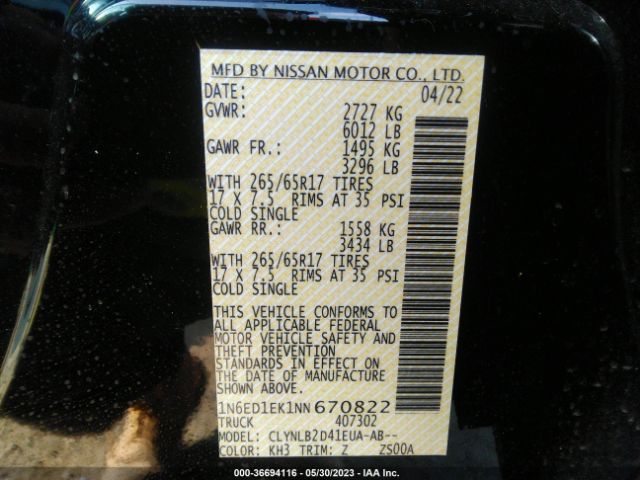 MFD BY NISSAN MOTOR CO., LTD.
DATE: 04/22
GVWR: 2727 KG
6012 LB
GAWR FR.: 1495 KG
3296 LB
WITH 265/65R17 TIRES
17 X 7.5 RIMS AT 35 PSI
COLD SINGLE
GAWR RR.: 1558 KG
3434 LB
WITH 265/65R17 TIRES
17 X 7.5 RIMS AT 35 PSI
COLD SINGLE
THIS VEHICLE CONFORMS TO
ALL APPLICABLE FEDERAL
MOTOR VEHICLE SAFETY AND
THEFT PREVENTION
STANDARDS IN EFFECT ON
THE DATE OF MANUFACTURE
SHOWN ABOVE.
1N6ED1EK1NN670822
TRUCK 407302
MODEL: CLYNLB2D41EUA-AB--
COLOR: KH3 TRIM: Z ZS00A
000-36694116 - 05/30/2023 - IAA Inc.